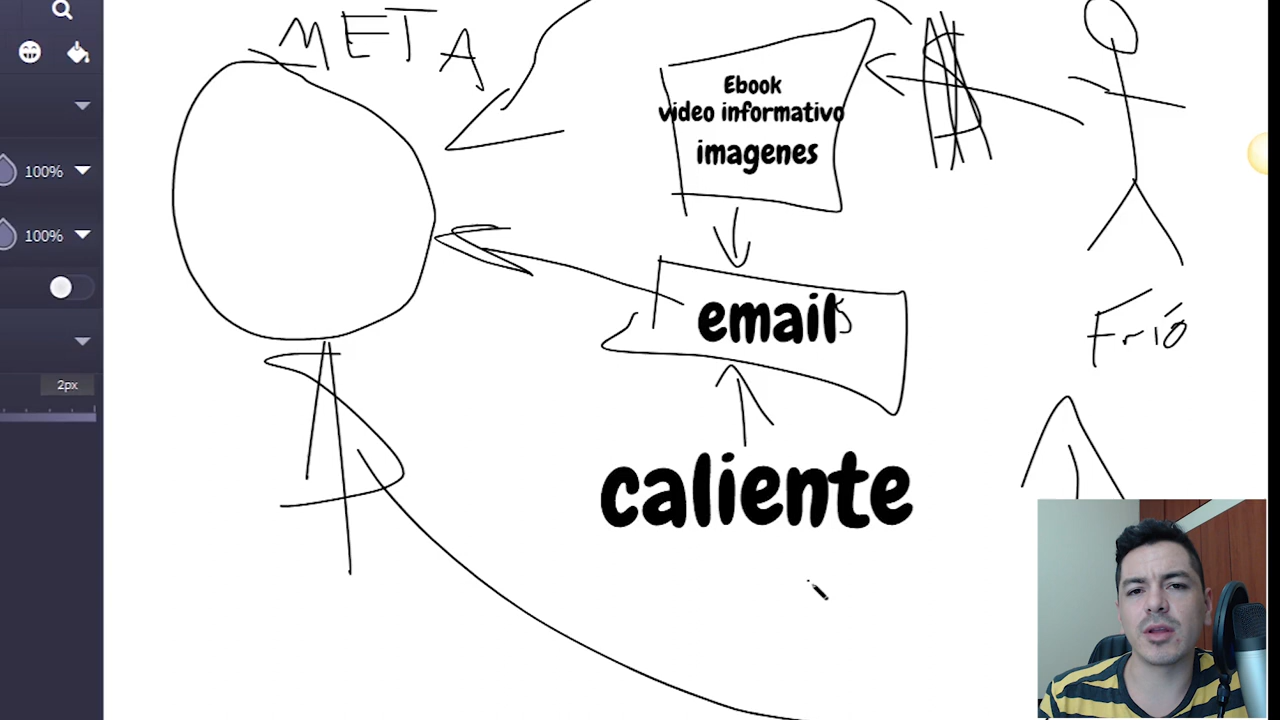 META
Ebook
video informativo
imagenes
$
emails
Frío
caliente
$
100%
100%
2px